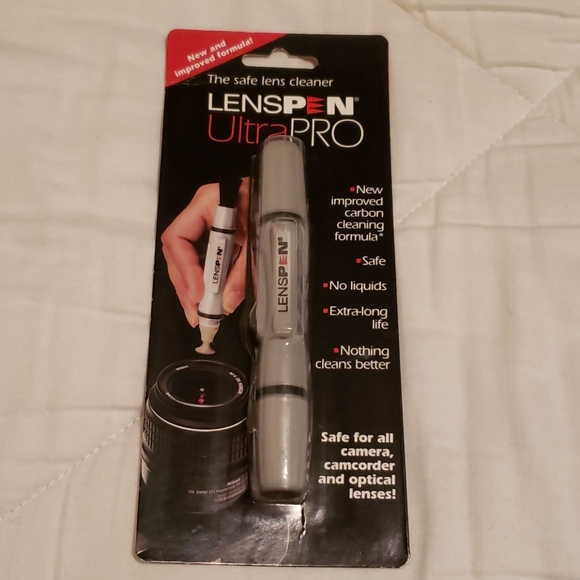 New and
improved formula!
The safe lens cleaner
LENSPEN®
UltraPRO
▪New
improved
carbon
cleaning
formula*
▪Safe
▪No liquids
▪Extra-long
life
▪Nothing
cleans better
LENSPEN®
LENSPEN®
Safe for all
camera,
camcorder
and optical
lenses!